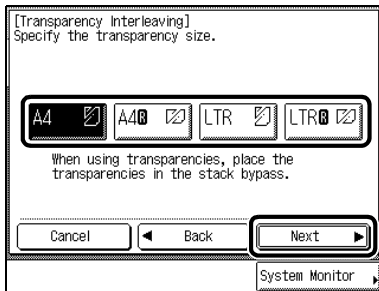 [Transparency Interleaving]
Specify the transparency size.
A4 A4R LTR LTRR
When using transparencies, place the
transparencies in the stack bypass.
Cancel Back Next
System Monitor